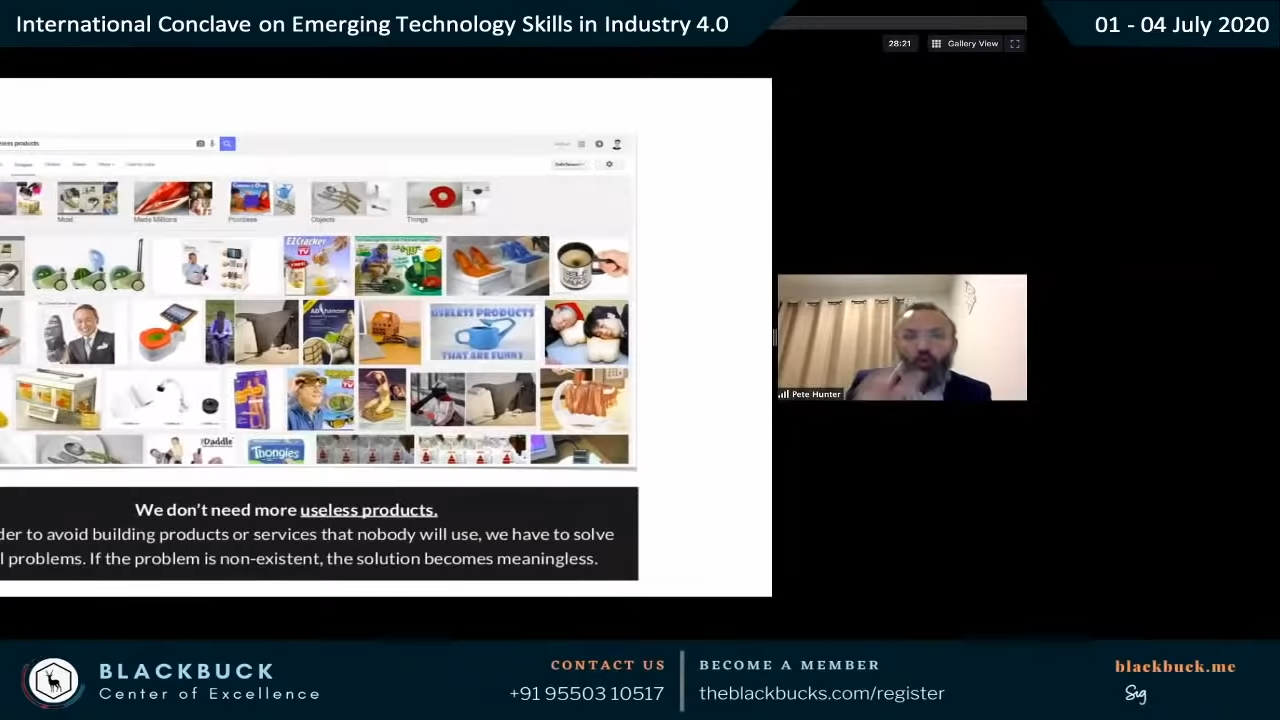 International Conclave on Emerging Technology Skills in Industry 4.0
01 - 04 July 2020
28:21
Gallery View
less products
Most
Made Millions
Pointless
Objects
Things
EZ Cracker
USELESS PRODUCTS
THAT ARE FUNNY
Daddle
Thongies
Pete Hunter
We don't need more useless products.
der to avoid building products or services that nobody will use, we have to solve
l problems. If the problem is non-existent, the solution becomes meaningless.
BLACKBUCK
Center of Excellence
CONTACT US
+91 95503 10517
BECOME A MEMBER
theblackbucks.com/register
blackbuck.me